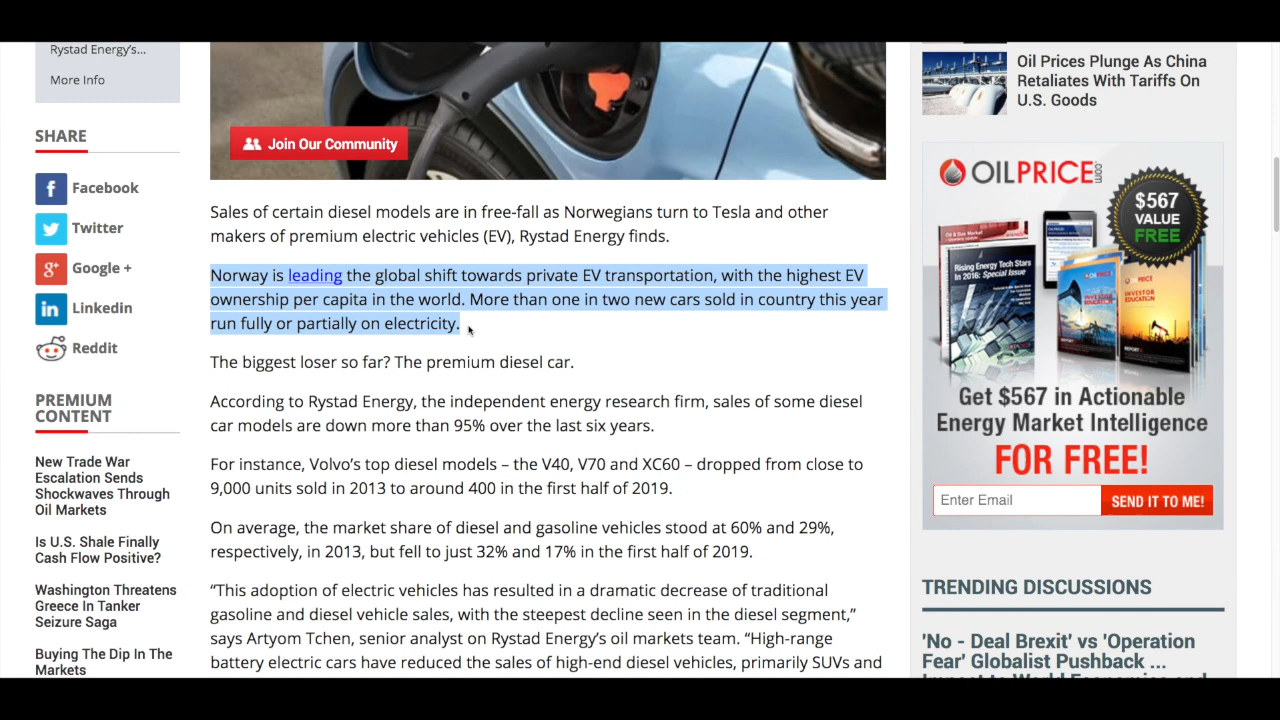 Rystad Energy's...
More Info
SHARE
Facebook
Twitter
Google +
Linkedin
Reddit
PREMIUM
CONTENT
New Trade War
Escalation Sends
Shockwaves Through
Oil Markets
Is U.S. Shale Finally
Cash Flow Positive?
Washington Threatens
Greece In Tanker
Seizure Saga
Buying The Dip In The
Markets
Join Our Community
Sales of certain diesel models are in free-fall as Norwegians turn to Tesla and other
makers of premium electric vehicles (EV), Rystad Energy finds.
Norway is leading the global shift towards private EV transportation, with the highest EV
ownership per capita in the world. More than one in two new cars sold in country this year
run fully or partially on electricity.
The biggest loser so far? The premium diesel car.
According to Rystad Energy, the independent energy research firm, sales of some diesel
car models are down more than 95% over the last six years.
For instance, Volvo's top diesel models – the V40, V70 and XC60 – dropped from close to
9,000 units sold in 2013 to around 400 in the first half of 2019.
On average, the market share of diesel and gasoline vehicles stood at 60% and 29%,
respectively, in 2013, but fell to just 32% and 17% in the first half of 2019.
“This adoption of electric vehicles has resulted in a dramatic decrease of traditional
gasoline and diesel vehicle sales, with the steepest decline seen in the diesel segment,”
says Artyom Tchen, senior analyst on Rystad Energy's oil markets team. “High-range
battery electric cars have reduced the sales of high-end diesel vehicles, primarily SUVs and
Oil Prices Plunge As China
Retaliates With Tariffs On
U.S. Goods
OILPRICE.com
$567
VALUE
FREE
Rising Energy Tech Stars
In 2016: Special Issue
INVESTOR
EDUCATION
INVESTOR
EDUCATION
Get $567 in Actionable
Energy Market Intelligence
FOR FREE!
Enter Email
SEND IT TO ME!
TRENDING DISCUSSIONS
'No - Deal Brexit' vs 'Operation
Fear' Globalist Pushback ...